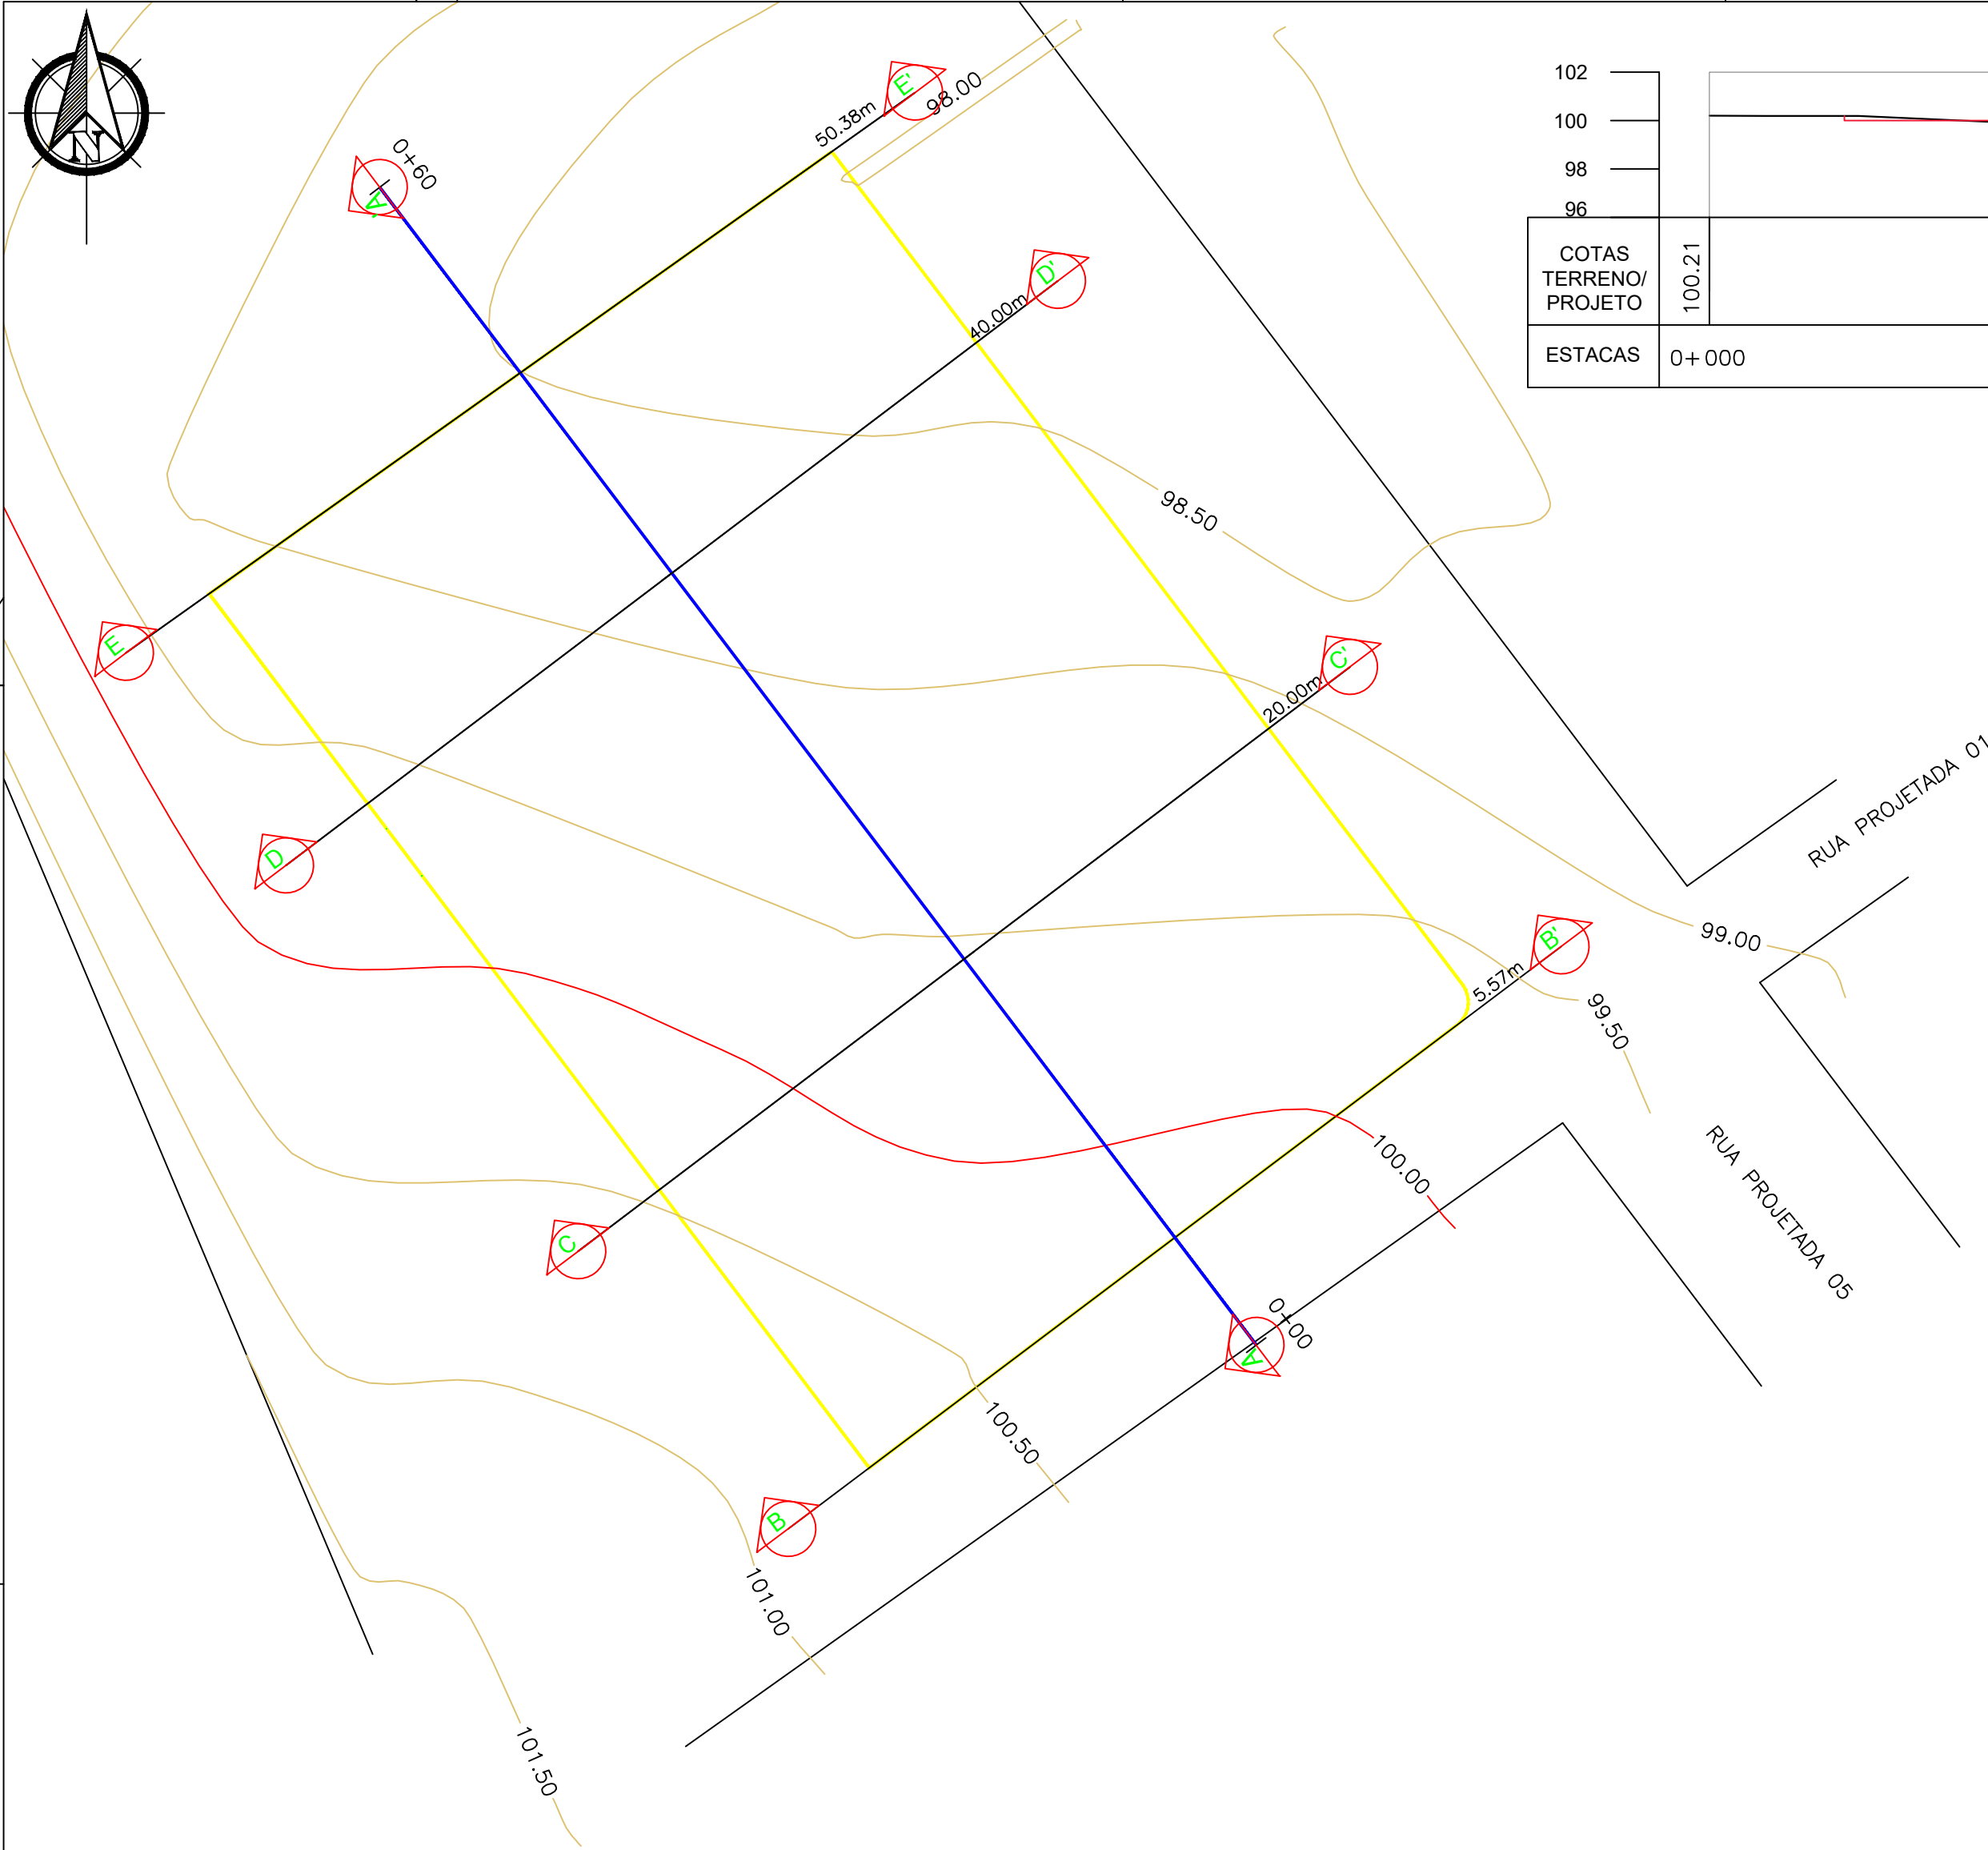 N
0+60
A'
50.38m
E'
98.00
102
100
98
96
COTAS
TERRENO/
PROJETO
100.21
ESTACAS
0+000
40.00m
D'
98.50
E
20.00m
C'
RUA PROJETADA 01
D
99.00
5.57m
B'
99.50
100.00
RUA PROJETADA 05
C
0+00
A
100.50
B
101.00
101.50